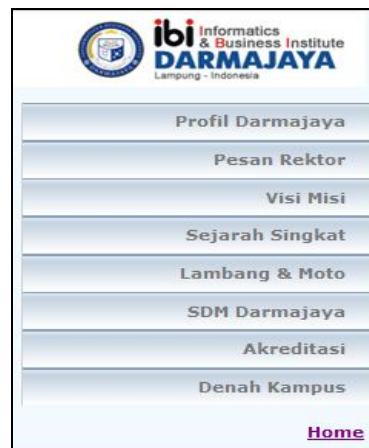 ibi Informatics
& Business Institute
DARMAJAYA
Lampung - Indonesia
Profil Darmajaya
Pesan Rektor
Visi Misi
Sejarah Singkat
Lambang & Moto
SDM Darmajaya
Akreditasi
Denah Kampus
Home